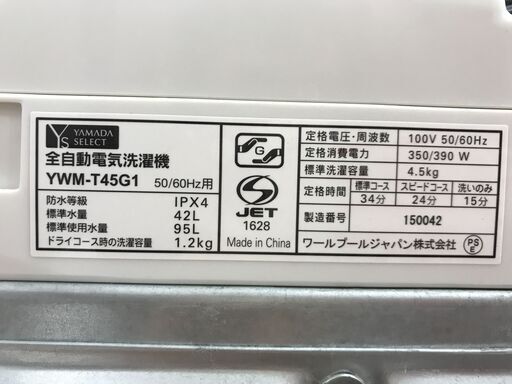 YS YAMADA SELECT
全自動電気洗濯機
YWM-T45G1 50/60Hz用
防水等級 IPX4
標準水量 42L
標準使用水量 95L
ドライコース時の洗濯容量 1.2kg
G
S
JET
1628
Made in China
定格電圧・周波数 100V 50/60Hz
定格消費電力 350/390 W
標準洗濯容量 4.5kg
目安時間 標準コース スピードコース 洗いのみ
34分 24分 15分
製造番号 150042
ワールプールジャパン株式会社 PSE